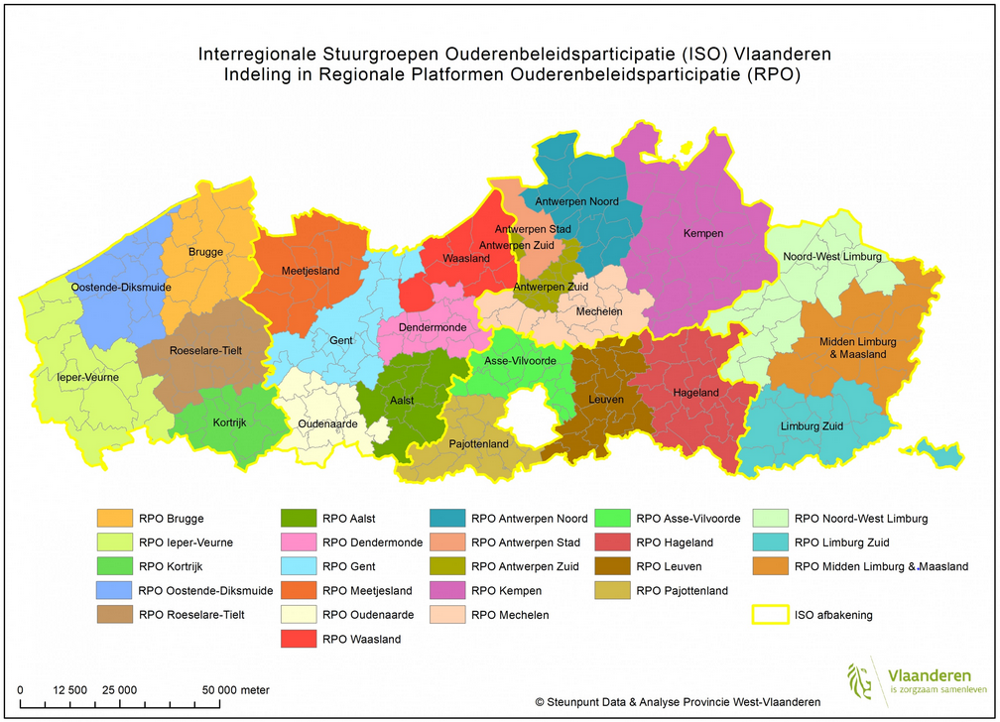 Interregionale Stuurgroepen Ouderenbeleidsparticipatie (ISO) Vlaanderen
Indeling in Regionale Platformen Ouderenbeleidsparticipatie (RPO)
Antwerpen Noord
Antwerpen Stad
Antwerpen Zuid
Kempen
Brugge
Waasland
Noord-West Limburg
Meetjesland
Oostende-Diksmuide
Antwerpen Zuid
Mechelen
Dendermonde
Gent
Midden Limburg
& Maasland
Roeselare-Tielt
Asse-Vilvoorde
Ieper-Veurne
Hageland
Aalst
Leuven
Kortrijk
Oudenaarde
Limburg Zuid
Pajottenland
RPO Brugge
RPO Ieper-Veurne
RPO Kortrijk
RPO Oostende-Diksmuide
RPO Roeselare-Tielt
RPO Aalst
RPO Dendermonde
RPO Gent
RPO Meetjesland
RPO Oudenaarde
RPO Waasland
RPO Antwerpen Noord
RPO Antwerpen Stad
RPO Antwerpen Zuid
RPO Kempen
RPO Mechelen
RPO Asse-Vilvoorde
RPO Hageland
RPO Leuven
RPO Pajottenland
RPO Noord-West Limburg
RPO Limburg Zuid
RPO Midden Limburg & Maasland
ISO afbakening
0 12 500 25 000 50 000 meter
© Steunpunt Data & Analyse Provincie West-Vlaanderen
Vlaanderen
is zorgzaam samenleven